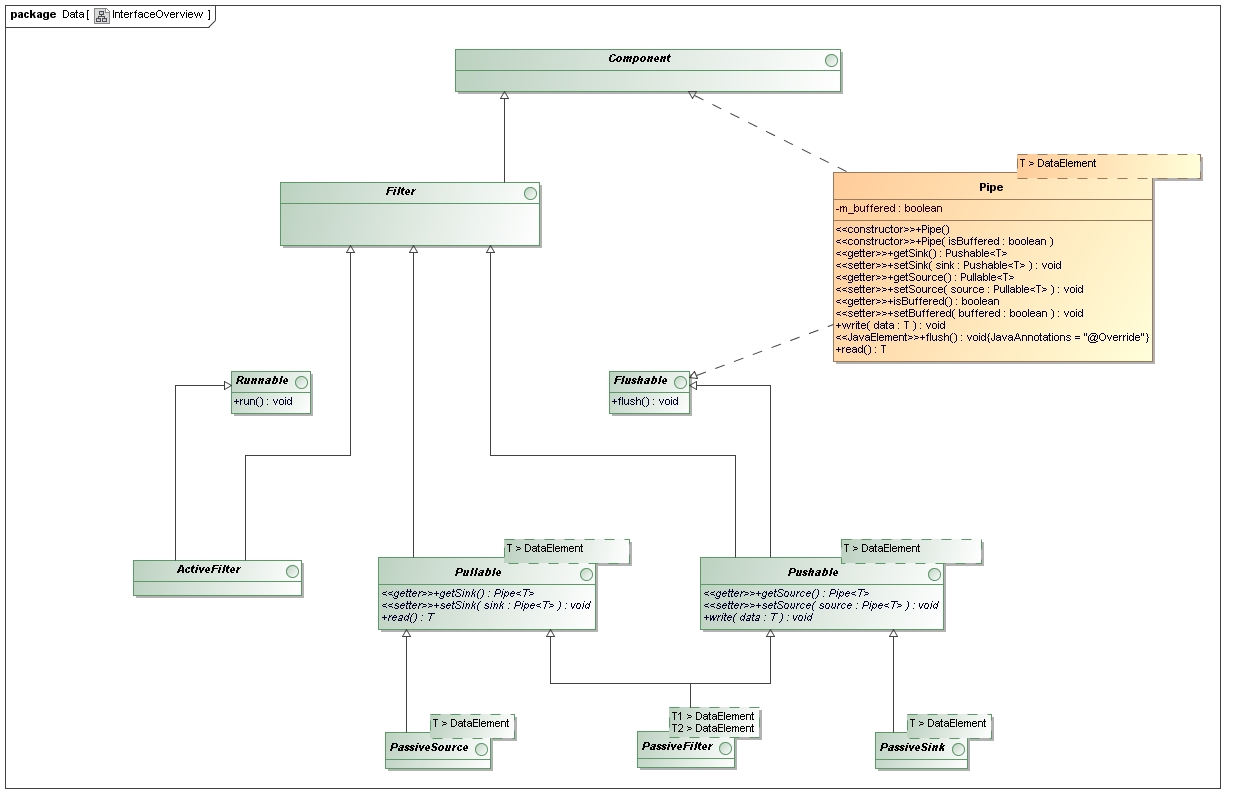 package Data [ InterfaceOverview ]
Component
T > DataElement
Pipe
-m_buffered : boolean
<<constructor>>+Pipe()
<<constructor>>+Pipe( isBuffered : boolean )
<<getter>>+getSink() : Pushable<T>
<<setter>>+setSink( sink : Pushable<T> ) : void
<<getter>>+getSource() : Pullable<T>
<<setter>>+setSource( source : Pullable<T> ) : void
<<getter>>+isBuffered() : boolean
<<setter>>+setBuffered( buffered : boolean ) : void
+write( data : T ) : void
<<JavaElement>>+flush() : void{JavaAnnotations = "@Override"}
+read() : T
Filter
Runnable
+run() : void
Flushable
+flush() : void
ActiveFilter
T > DataElement
Pullable
<<getter>>+getSink() : Pipe<T>
<<setter>>+setSink( sink : Pipe<T> ) : void
+read() : T
T > DataElement
Pushable
<<getter>>+getSource() : Pipe<T>
<<setter>>+setSource( source : Pipe<T> ) : void
+write( data : T ) : void
T > DataElement
PassiveSource
T1 > DataElement
T2 > DataElement
PassiveFilter
T > DataElement
PassiveSink